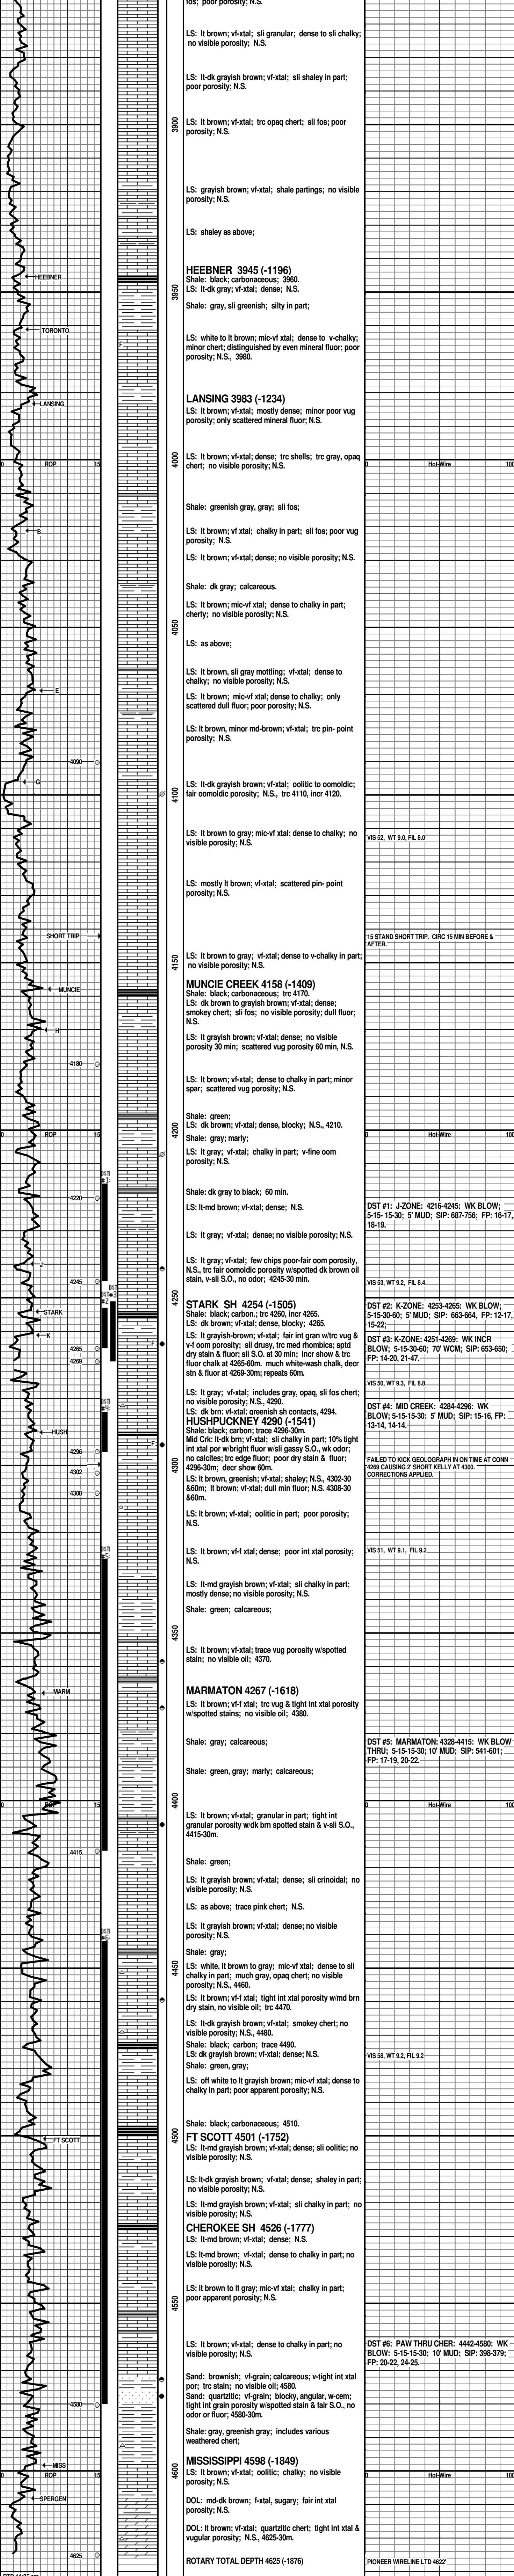 fos; poor porosity; N.S.
LS: lt brown; vf-xtal; sli granular; dense to sli chalky;
no visible porosity; N.S.
LS: lt-dk grayish brown; vf-xtal; sli shaley in part;
poor porosity; N.S.
3900
LS: lt brown; vf-xtal; trc opaq chert; sli fos; poor
porosity; N.S.
LS: grayish brown; vf-xtal; shale partings; no visible
porosity; N.S.
LS: shaley as above;
HEEBNER
HEEBNER 3945 (-1196)
Shale: black; carbonaceous; 3960.
LS: lt-dk gray; vf-xtal; dense; N.S.
3950
Shale: gray, sli greenish; silty in part;
TORONTO
LS: white to lt brown; mic-vf xtal; dense to v-chalky;
minor chert; distinguished by even mineral fluor; poor
porosity; N.S., 3980.
F
LANSING
LANSING 3983 (-1234)
LS: lt brown; vf-xtal; mostly dense; minor poor vug
porosity; only scattered mineral fluor; N.S.
0 ROP 15
4000
LS: lt brown; vf-xtal; dense; trc shells; trc gray, opaq
chert; no visible porosity; N.S.
0 Hot-Wire 100
Shale: greenish gray, gray; sli fos;
B
LS: lt brown; vf xtal; chalky in part; sli fos; poor vug
porosity; N.S.
LS: lt brown; vf-xtal; dense; no visible porosity; N.S.
Shale: dk gray; calcareous.
LS: lt brown; mic-vf xtal; dense to chalky in part;
cherty; no visible porosity; N.S.
4050
LS: as above;
LS: lt brown, sli gray mottling; vf-xtal; dense to
chalky; no visible porosity; N.S.
E
LS: lt brown; mic-vf xtal; dense to chalky; only
scattered dull fluor; poor porosity; N.S.
LS: lt brown, minor md-brown; vf-xtal; trc pin- point
porosity; N.S.
4090
G
4100
LS: lt-dk grayish brown; vf-xtal; oolitic to oomoldic;
fair oomoldic porosity; N.S., trc 4110, incr 4120.
LS: lt brown to gray; mic-vf xtal; dense to chalky; no
visible porosity; N.S.
VIS 52, WT 9.0, FIL 8.0
LS: mostly lt brown; vf-xtal; scattered pin- point
porosity; N.S.
SHORT TRIP
15 STAND SHORT TRIP. CIRC 15 MIN BEFORE &
AFTER.
4150
LS: lt brown to gray; vf-xtal; dense to v-chalky in part;
no visible porosity; N.S.
MUNCIE
MUNCIE CREEK 4158 (-1409)
Shale: black; carbonaceous; trc 4170.
LS: dk brown to grayish brown; vf-xtal; dense;
smokey chert; sli fos; no visible porosity; dull fluor;
N.S.
H
LS: lt grayish brown; vf-xtal; dense; no visible
porosity 30 min; scattered vug porosity 60 min, N.S.
4180
LS: lt brown; vf-xtal; dense to chalky in part; minor
spar; scattered vug porosity; N.S.
Shale: green;
LS: dk brown; vf-xtal; dense, blocky; N.S., 4210.
0 ROP 15
4200
Shale: gray; marly;
0 Hot-Wire 100
LS: lt gray; vf-xtal; chalky in part; v-fine oom
porosity; N.S.
DST
#1
Shale: dk gray to black; 60 min.
4220
LS: lt-md brown; vf-xtal; dense; N.S.
DST #1: J-ZONE: 4216-4245: WK BLOW;
5-15- 15-30; 5' MUD; SIP: 687-756; FP: 16-17,
18-19.
LS: lt gray; vf-xtal; dense; no visible porosity; N.S.
J
LS: lt gray; vf-xtal; few chips poor-fair oom porosity,
N.S., trc fair oomoldic porosity w/spotted dk brown oil
stain, v-sli S.O., no odor; 4245-30 min.
4245
VIS 53, WT 9.2, FIL 8.4
DST
#2
DST
#3
4250
STARK
STARK SH 4254 (-1505)
Shale: black; carbon.; trc 4260, incr 4265.
LS: dk brown; vf-xtal; dense, blocky; 4265.
DST #2: K-ZONE: 4253-4265: WK BLOW;
5-15-30-60; 5' MUD; SIP: 663-664, FP: 12-17,
15-22;
K
LS: lt grayish-brown; vf-xtal; fair int gran w/trc vug &
v-f oom porosity; sli drusy, trc med rhombics; sptd
dry stain & fluor; sli S.O. at 30 min; incr show & trc
fluor chalk at 4265-60m. much white-wash chalk, decr
stn & fluor at 4269-30m; repeats 60m.
F
DST #3: K-ZONE: 4251-4269: WK INCR
BLOW; 5-15-30-60; 70' WCM; SIP: 653-650;
FP: 14-20, 21-47.
4265
4269
VIS 50, WT 9.3, FIL 8.8
LS: lt gray; vf-xtal; includes gray, opaq, sli fos chert;
no visible porosity; N.S., 4290.
LS: dk brn; vf-xtal; greenish sh contacts, 4294.
DST
#4
DST #4: MID CREEK: 4284-4296: WK
BLOW; 5-15-15-30: 5' MUD; SIP: 15-16, FP:
13-14, 14-14.
HUSH
HUSHPUCKNEY 4290 (-1541)
Shale: black; carbon; trace 4296-30m.
Mid Crk: lt-dk brn; vf-xtal; sli chalky in part; 10% tight
int xtal por w/bright fluor w/sli gassy S.O., wk odor;
no calcites; trc edge fluor; poor dry stain & fluor;
4296-30m; decr show 60m.
F
4296
4300
4302
FAILED TO KICK GEOLOGRAPH IN ON TIME AT CONN
4269 CAUSING 2' SHORT KELLY AT 4300.
CORRECTIONS APPLIED.
LS: lt brown, greenish; vf-xtal; shaley; N.S., 4302-30
&60m; lt brown; vf-xtal; dull min fluor; N.S. 4308-30
&60m.
4308
LS: lt brown; vf-xtal; oolitic in part; poor porosity;
N.S.
DST
#5
LS: lt brown; vf-f xtal; dense; poor int xtal porosity;
N.S.
VIS 51, WT 9.1, FIL 9.2
LS: lt-md grayish brown; vf-xtal; sli chalky in part;
mostly dense; no visible porosity; N.S.
Shale: green; calcareous;
4350
LS: lt brown; vf-xtal; trace vug porosity w/spotted
stain; no visible oil; 4370.
MARM
MARMATON 4267 (-1618)
LS: lt brown; vf-f xtal; trc vug & tight int xtal porosity
w/spotted stains; no visible oil; 4380.
Shale: gray; calcareous;
DST #5: MARMATON: 4328-4415: WK BLOW
THRU; 5-15-15-30; 10' MUD; SIP: 541-601;
FP: 17-19, 20-22.
Shale: green, gray; marly; calcareous;
0 ROP 15
4400
0 Hot-Wire 100
LS: lt brown; vf-xtal; granular in part; tight int
granular porosity w/dk brn spotted stain & v-sli S.O.,
4415-30m.
4415
Shale: green;
LS: lt grayish brown; vf-xtal; dense; sli crinoidal; no
visible porosity; N.S.
LS: as above; trace pink chert; N.S.
LS: lt grayish brown; vf-xtal; dense; no visible
porosity; N.S.
DST
#6
Shale: gray;
4450
LS: white, lt brown to gray; mic-vf xtal; dense to sli
chalky in part; much gray, opaq chert; no visible
porosity; N.S., 4460.
LS: lt brown; vf-f xtal; tight int xtal porosity w/md brn
dry stain, no visible oil; trc 4470.
LS: lt-dk grayish brown; vf-xtal; smokey chert; no
visible porosity; N.S., 4480.
Shale: black; carbon; trace 4490.
LS: dk grayish brown; vf-xtal; dense; N.S.
VIS 58, WT 9.2, FIL 9.2
Shale: green, gray;
LS: off white to lt grayish brown; mic-vf xtal; dense to
chalky in part; poor apparent porosity; N.S.
Shale: black; carbonaceous; 4510.
4500
FT SCOTT
FT SCOTT 4501 (-1752)
LS: lt-md grayish brown; vf-xtal; dense; sli oolitic; no
visible porosity; N.S.
LS: lt-dk grayish brown; vf-xtal; dense; shaley in part;
no visible porosity; N.S.
LS: lt-md grayish brown; vf-xtal; sli chalky in part; no
visible porosity; N.S.
CHEROKEE SH 4526 (-1777)
LS: lt-md brown; vf-xtal; dense; N.S.
LS: lt-md brown; vf-xtal; dense to chalky in part; no
visible porosity; N.S.
4550
LS: lt brown to lt gray; mic-vf xtal; chalky in part;
poor apparent porosity; N.S.
LS: lt brown; vf-xtal; dense to chalky in part; no
visible porosity; N.S.
DST #6: PAW THRU CHER: 4442-4580: WK
BLOW: 5-15-15-30; 10' MUD; SIP: 398-379;
FP: 20-22, 24-25.
Sand: brownish; vf-grain; calcareous; v-tight int xtal
por; trc stain; no visible oil; 4580.
Sand: quartzitic; vf-grain; blocky, angular, w-cem;
tight int grain porosity w/spotted stain & fair S.O., no
odor or fluor; 4580-30m.
4580
Shale: gray, greenish gray; includes various
weathered chert;
MISS
MISSISSIPPI 4598 (-1849)
0 ROP 15
4600
LS: lt brown; vf-xtal; oolitic; chalky; no visible
porosity; N.S.
0 Hot-Wire 100
SPERGEN
DOL: md-dk brown; f-xtal, sugary; fair int xtal
porosity; N.S.
DOL: lt brown; vf-xtal; quartzitic chert; tight int xtal &
vugular porosity; N.S., 4625-30m.
4625
ROTARY TOTAL DEPTH 4625 (-1876)
PIONEER WIRELINE LTD 4622'